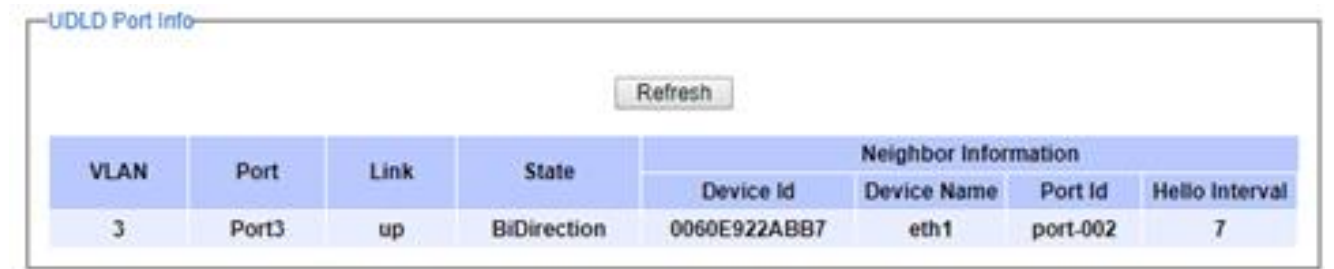 UDLD Port Info
Refresh
VLAN Port Link State Neighbor Information
Device Id Device Name Port Id Hello Interval
3 Port3 up BiDirection 0060E922ABB7 eth1 port-002 7